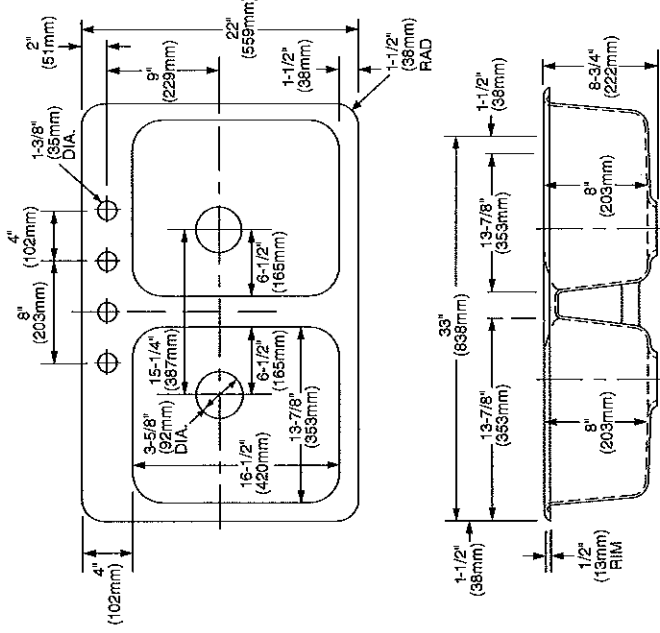 2"
(51mm)
9"
(229mm)
22"
(559mm)
1-1/2"
(38mm)
1-1/2"
(38mm)
RAD
1-3/8"
(35mm)
DIA.
4"
(102mm)
8"
(203mm)
15-1/4"
(387mm)
6-1/2"
(165mm)
6-1/2"
(165mm)
3-5/8"
(92mm)
DIA.
13-7/8"
(353mm)
16-1/2"
(420mm)
4"
(102mm)
8-3/4"
(222mm)
1-1/2"
(38mm)
13-7/8"
(353mm)
8"
(203mm)
33"
(838mm)
13-7/8"
(353mm)
8"
(203mm)
1-1/2"
(38mm)
1/2"
(13mm)
RIM